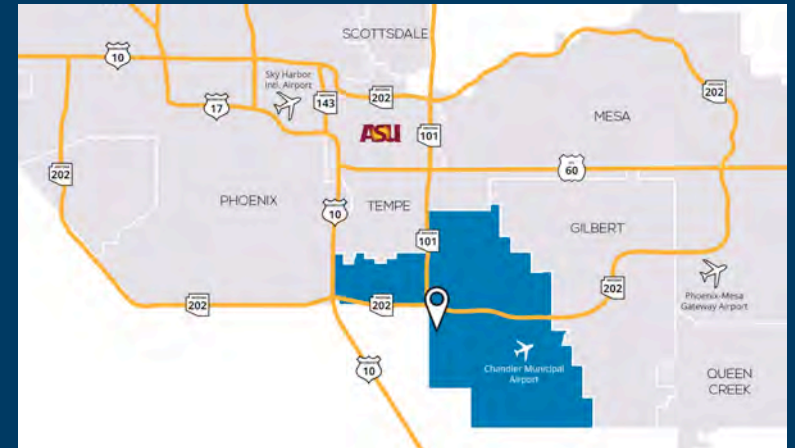 SCOTTSDALE
10
Sky Harbor
Intl. Airport
202
143
202
17
ASU
101
MESA
60
202
PHOENIX
10
TEMPE
101
GILBERT
202
Phoenix-Mesa
Gateway Airport
202
202
10
Chandler Municipal
Airport
QUEEN
CREEK